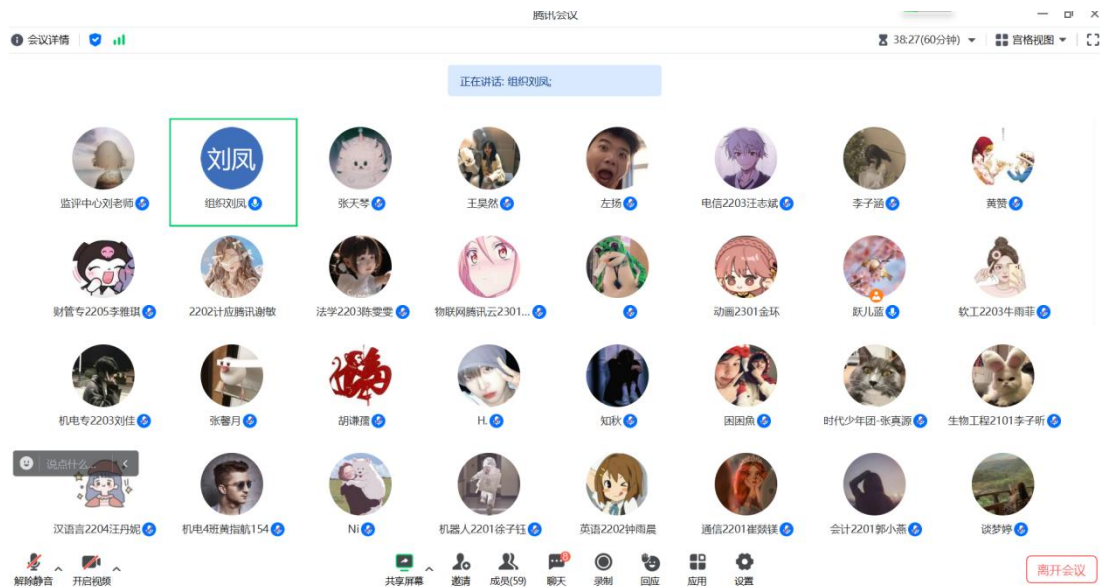 腾讯会议
会议详情
38:27(60分钟)
宫格视图
正在讲话: 组织刘凤;
刘凤
监评中心刘老师
组织刘凤
张天琴
王昊然
左扬
电信2203汪志斌
李子涵
黄赞
财管专2205李雅琪
2202计应腾讯谢敏
法学2203陈雯雯
物联网腾讯云2301...
动画2301金环
跃儿蓝
软工2203牛雨菲
机电专2203刘佳
张馨月
胡谦孺
H.
知秋
困困魚
时代少年团-张真源
生物工程2101李子昕
说点什么...
汉语言2204汪丹妮
机电4班黄指航154
Ni
机器人2201徐子钰
英语2202钟雨晨
通信2201崔燚镁
会计2201郭小燕
谈梦婷
解除静音
开启视频
共享屏幕
邀请
成员(59)
聊天
录制
回应
应用
设置
离开会议